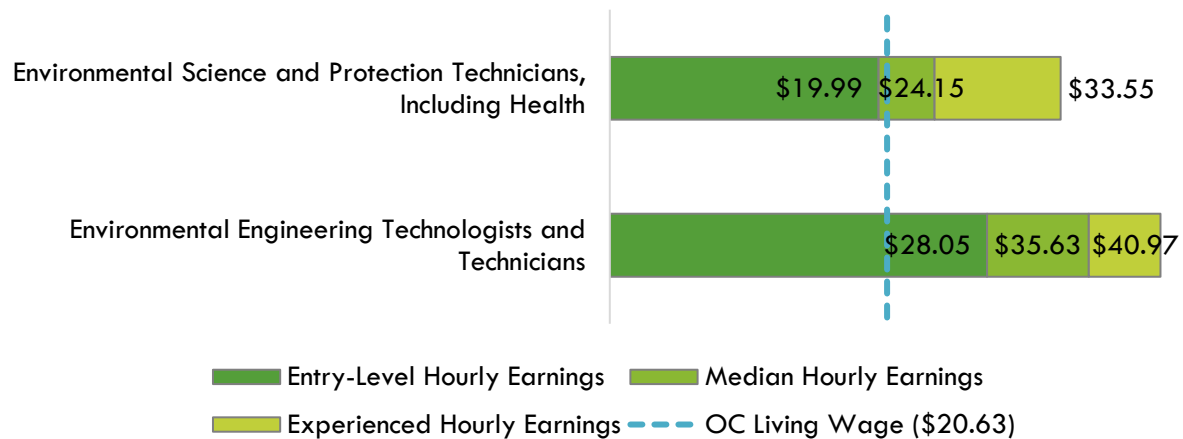 Environmental Science and Protection Technicians,
Including Health
$19.99 $24.15 $33.55
Environmental Engineering Technologists and
Technicians
$28.05 $35.63 $40.97
Entry-Level Hourly Earnings Median Hourly Earnings
Experienced Hourly Earnings OC Living Wage ($20.63)